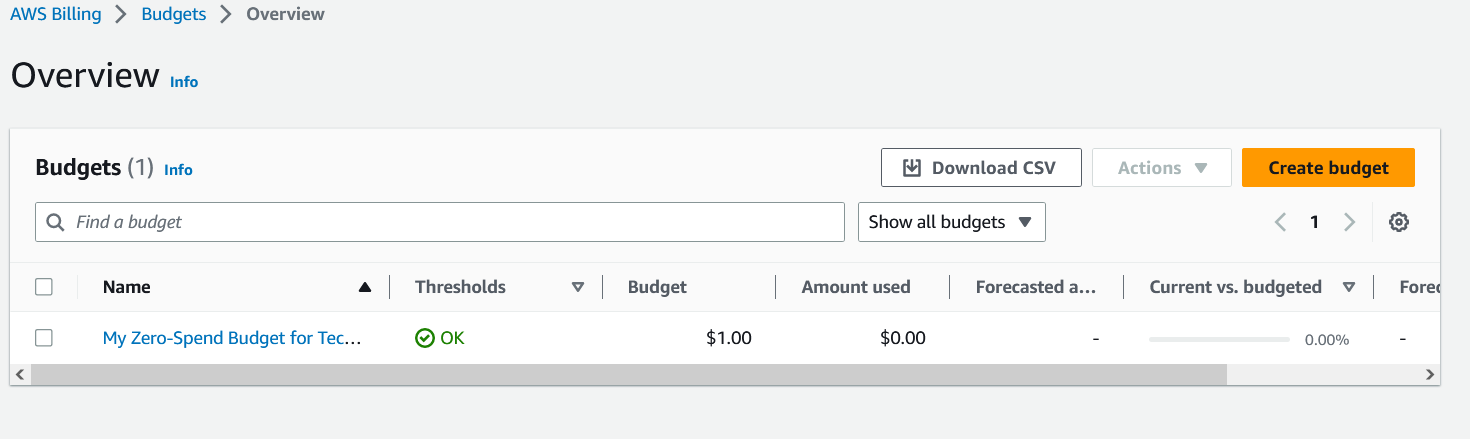 AWS Billing > Budgets > Overview
Overview Info
Budgets (1) Info
Download CSV Actions Create budget
Find a budget Show all budgets 1
Name Thresholds Budget Amount used Forecasted a... Current vs. budgeted Forec
My Zero-Spend Budget for Tec... OK $1.00 $0.00 - 0.00% -